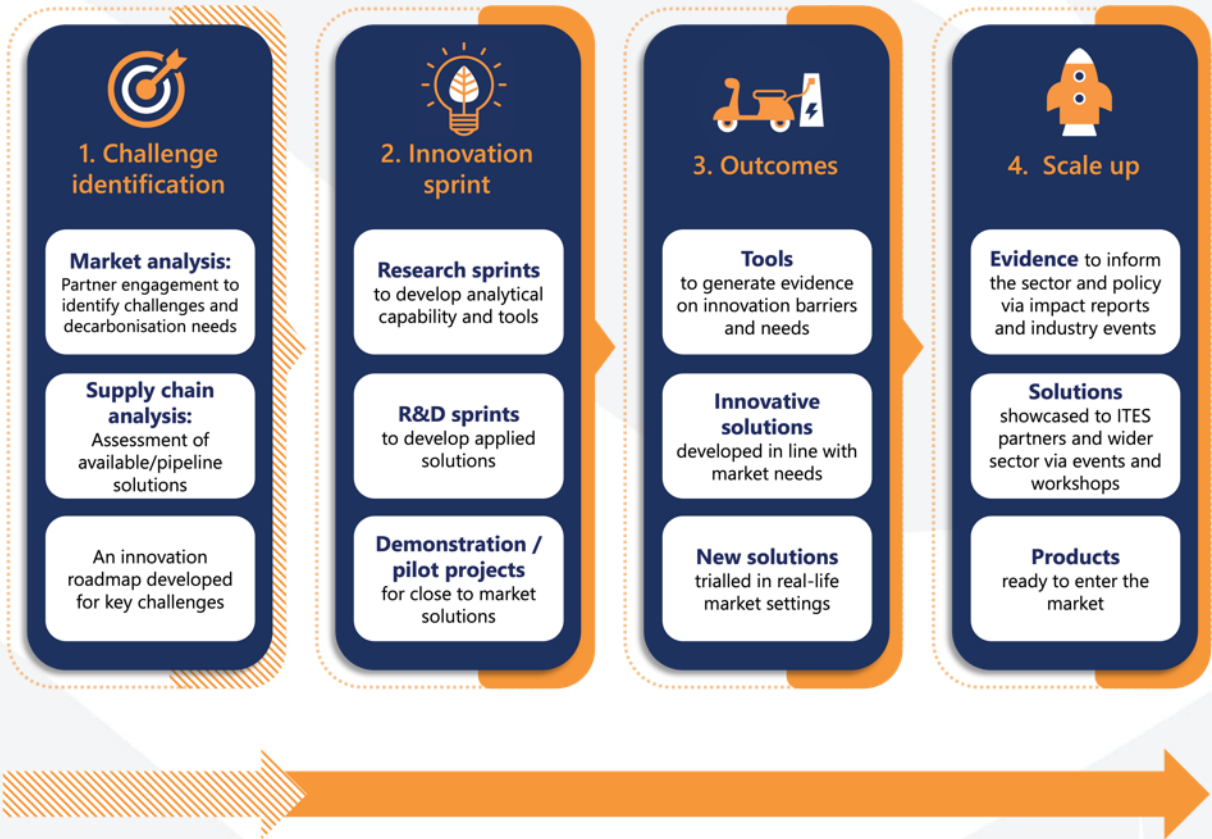 1. Challenge
identification
Market analysis:
Partner engagement to
identify challenges and
decarbonisation needs
Supply chain
analysis:
Assessment of
available/pipeline
solutions
An innovation
roadmap developed
for key challenges
2. Innovation
sprint
Research sprints
to develop analytical
capability and tools
R&D sprints
to develop applied
solutions
Demonstration /
pilot projects
for close to market
solutions
3. Outcomes
Tools
to generate evidence
on innovation barriers
and needs
Innovative
solutions
developed in line with
market needs
New solutions
trialled in real-life
market settings
4. Scale up
Evidence to inform
the sector and policy
via impact reports
and industry events
Solutions
showcased to ITES
partners and wider
sector via events and
workshops
Products
ready to enter the
market